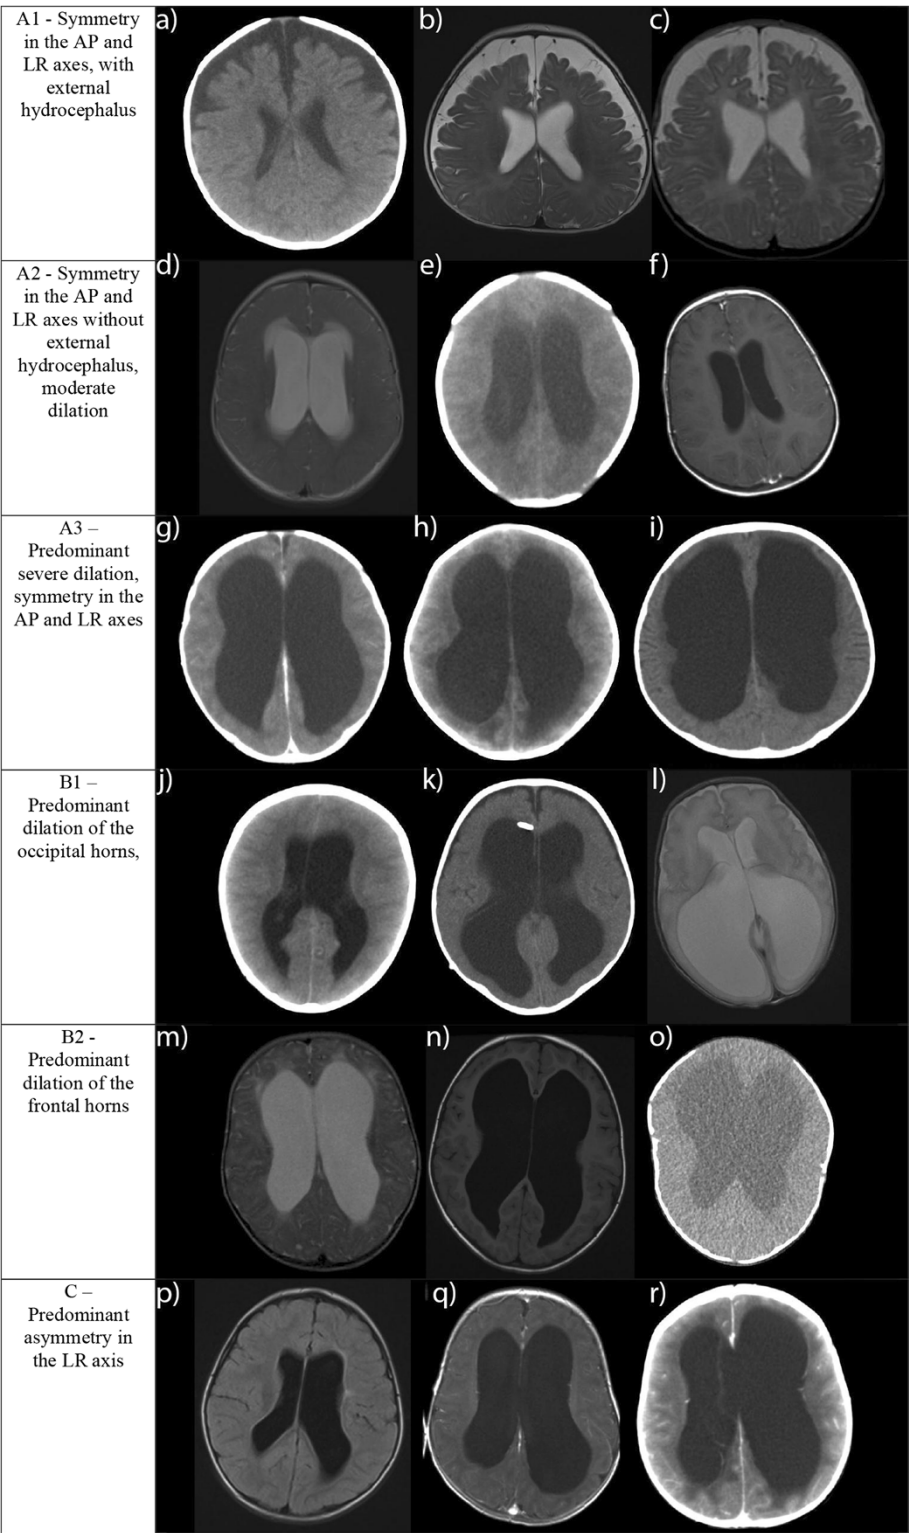 A1 - Symmetry
in the AP and
LR axes, with
external
hydrocephalus
a)
b)
c)
A2 - Symmetry
in the AP and
LR axes without
external
hydrocephalus,
moderate
dilation
d)
e)
f)
A3 –
Predominant
severe dilation,
symmetry in the
AP and LR axes
g)
h)
i)
B1 –
Predominant
dilation of the
occipital horns,
j)
k)
l)
B2 -
Predominant
dilation of the
frontal horns
m)
n)
o)
C –
Predominant
asymmetry in
the LR axis
p)
q)
r)